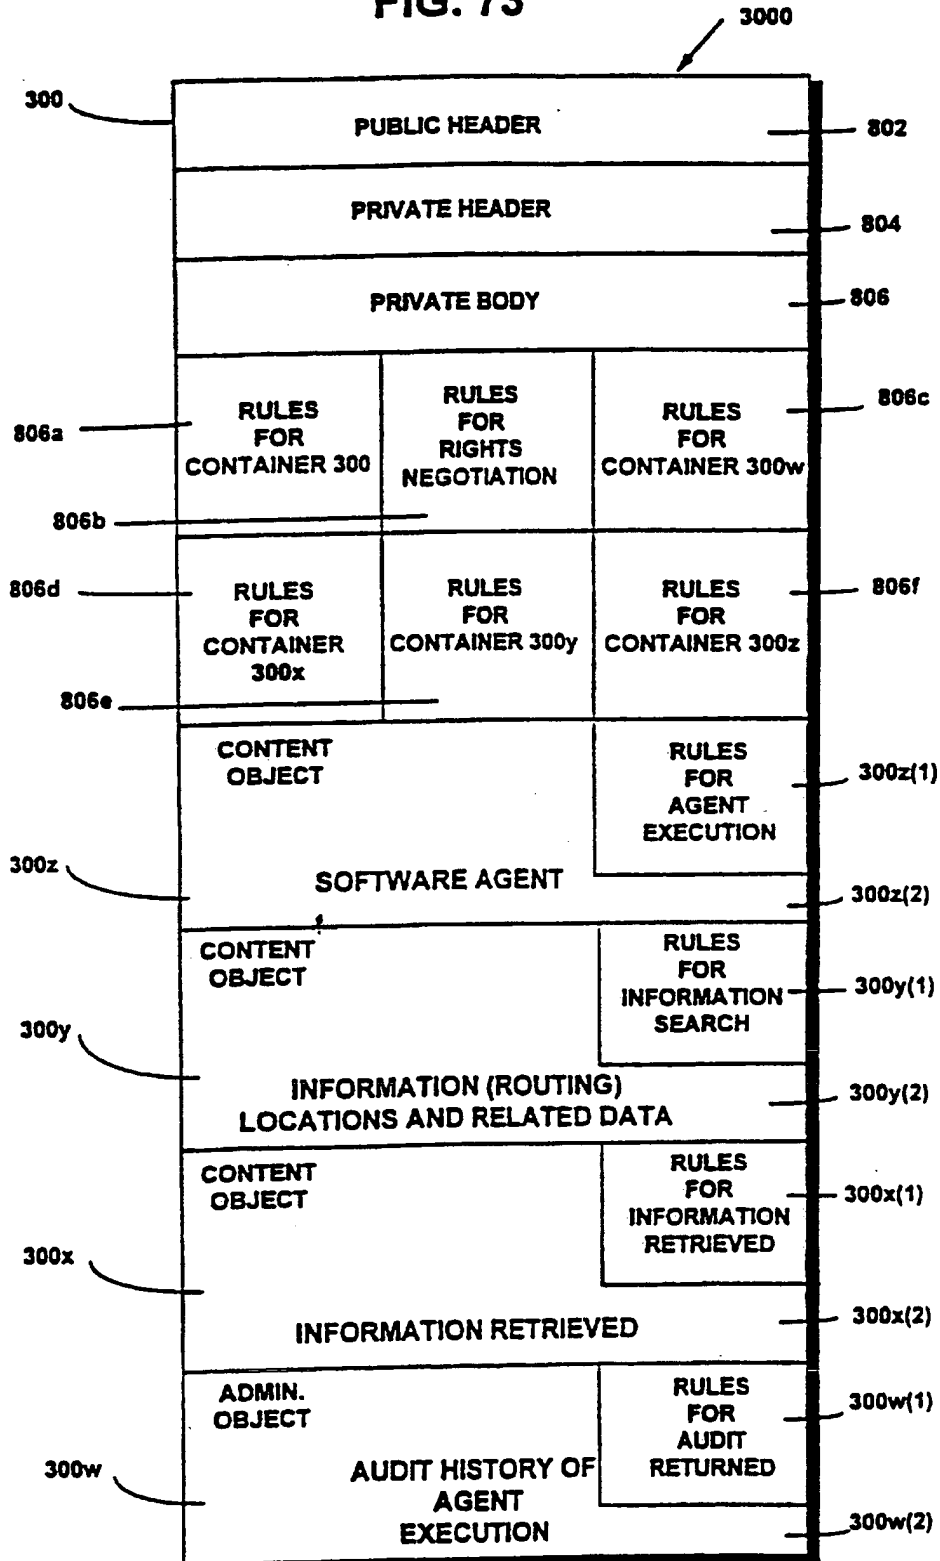 FIG. 73
3000
300
PUBLIC HEADER
802
PRIVATE HEADER
804
PRIVATE BODY
806
806a
RULES
FOR
CONTAINER 300
806b
RULES
FOR
RIGHTS
NEGOTIATION
806c
RULES
FOR
CONTAINER 300w
806d
RULES
FOR
CONTAINER
300x
806e
RULES
FOR
CONTAINER 300y
806f
RULES
FOR
CONTAINER 300z
CONTENT
OBJECT
RULES
FOR
AGENT
EXECUTION
300z(1)
300z
SOFTWARE AGENT
300z(2)
CONTENT
OBJECT
RULES
FOR
INFORMATION
SEARCH
300y(1)
300y
INFORMATION (ROUTING)
LOCATIONS AND RELATED DATA
300y(2)
CONTENT
OBJECT
RULES
FOR
INFORMATION
RETRIEVED
300x(1)
300x
INFORMATION RETRIEVED
300x(2)
ADMIN.
OBJECT
RULES
FOR
AUDIT
RETURNED
300w(1)
300w
AUDIT HISTORY OF
AGENT
EXECUTION
300w(2)